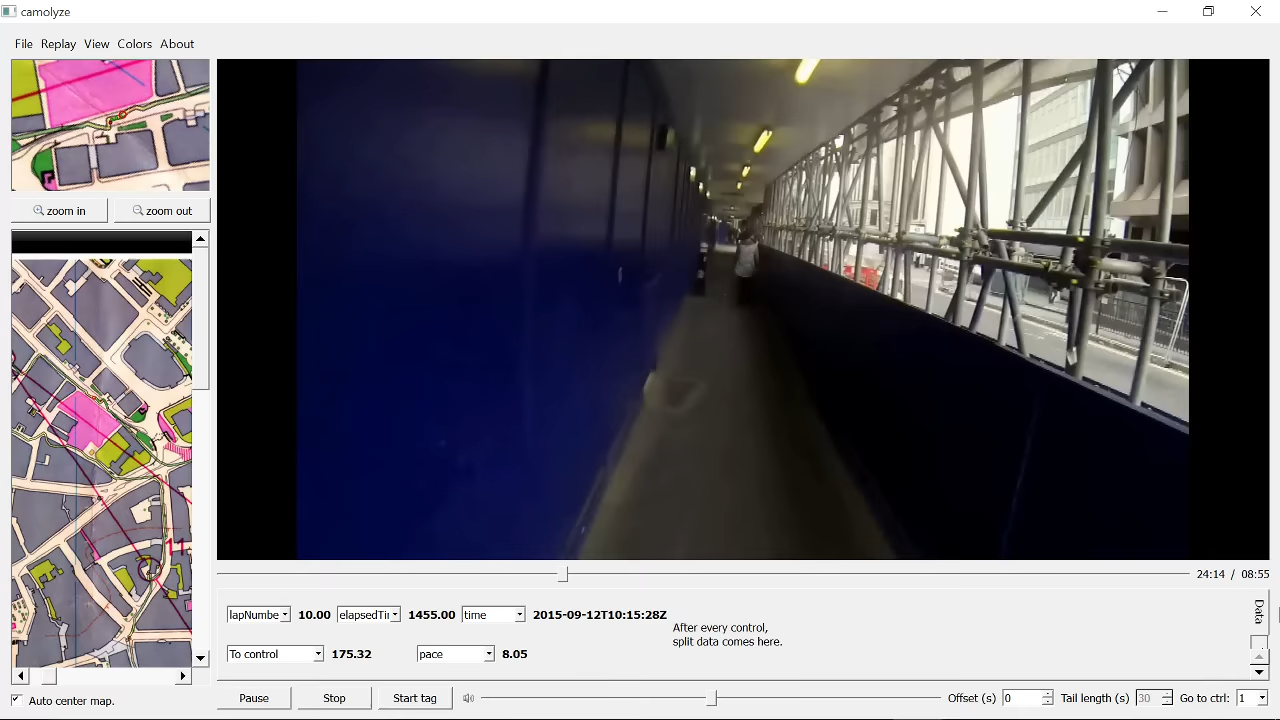 camolyze
File Replay View Colors About
zoom in zoom out
11
24:14 / 08:55
lapNumbe 10.00 elapsedTi 1455.00 time 2015-09-12T10:15:28Z
After every control,
split data comes here.
To control 175.32 pace 8.05
Data
Auto center map.
Pause Stop Start tag Offset (s) 0 Tail length (s) 30 Go to ctrl: 1